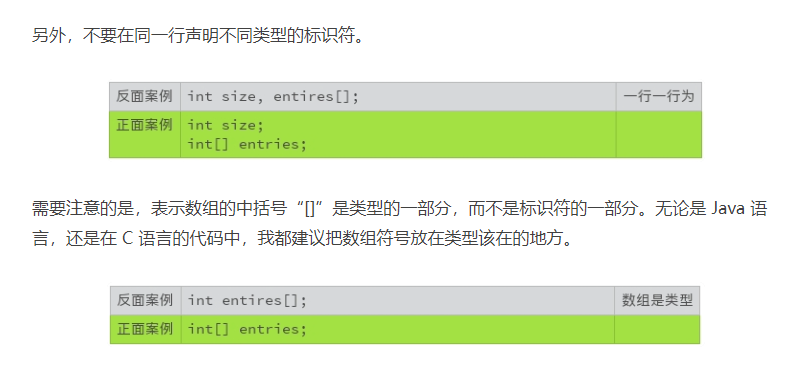 另外，不要在同一行声明不同类型的标识符。
反面案例 int size, entires[]; 一行一行为
正面案例 int size;
int[] entries;
需要注意的是，表示数组的中括号“[]”是类型的一部分，而不是标识符的一部分。无论是 Java 语
言，还是在 C 语言的代码中，我都建议把数组符号放在类型该在的地方。
反面案例 int entires[]; 数组是类型
正面案例 int[] entries;